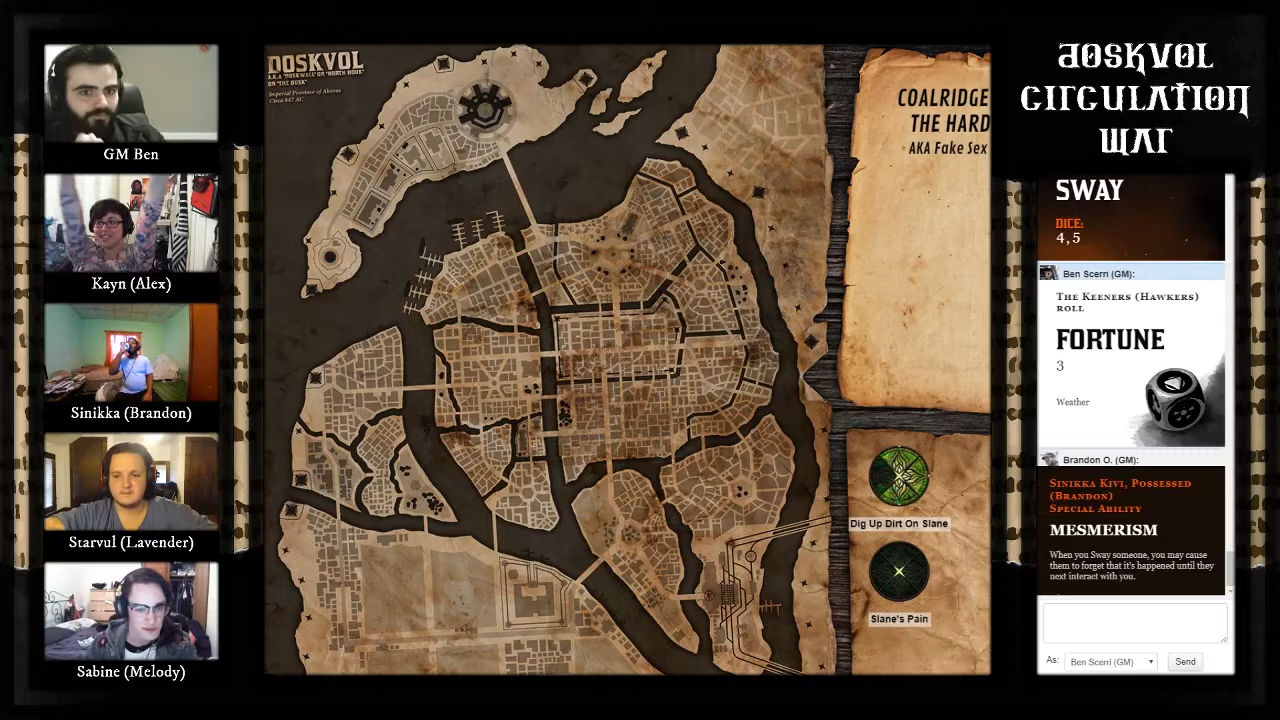 GM Ben
Kayn (Alex)
Sinikka (Brandon)
Starvul (Lavender)
Sabine (Melody)
DOSKVOL
A.K.A "DOSKWALL" OR "NORTH HOOK"
OR "THE DUSK"
Imperial Province of Akoros
Circa 847 AC
COALRIDGE
THE HARD
AKA Fake Sex
Dig Up Dirt On Slane
Slane's Pain
DOSKVOL
CIRCULATION
WAR
SWAY
DICE:
4,5
Ben Scerri (GM):
THE KEENERS (HAWKERS)
ROLL
FORTUNE
3
Weather
Brandon O. (GM):
SINIKKA KIVI, POSSESSED
(BRANDON)
SPECIAL ABILITY
MESMERISM
When you Sway someone, you may cause
them to forget that it's happened until they
next interact with you.
As:
Ben Scerri (GM)
Send